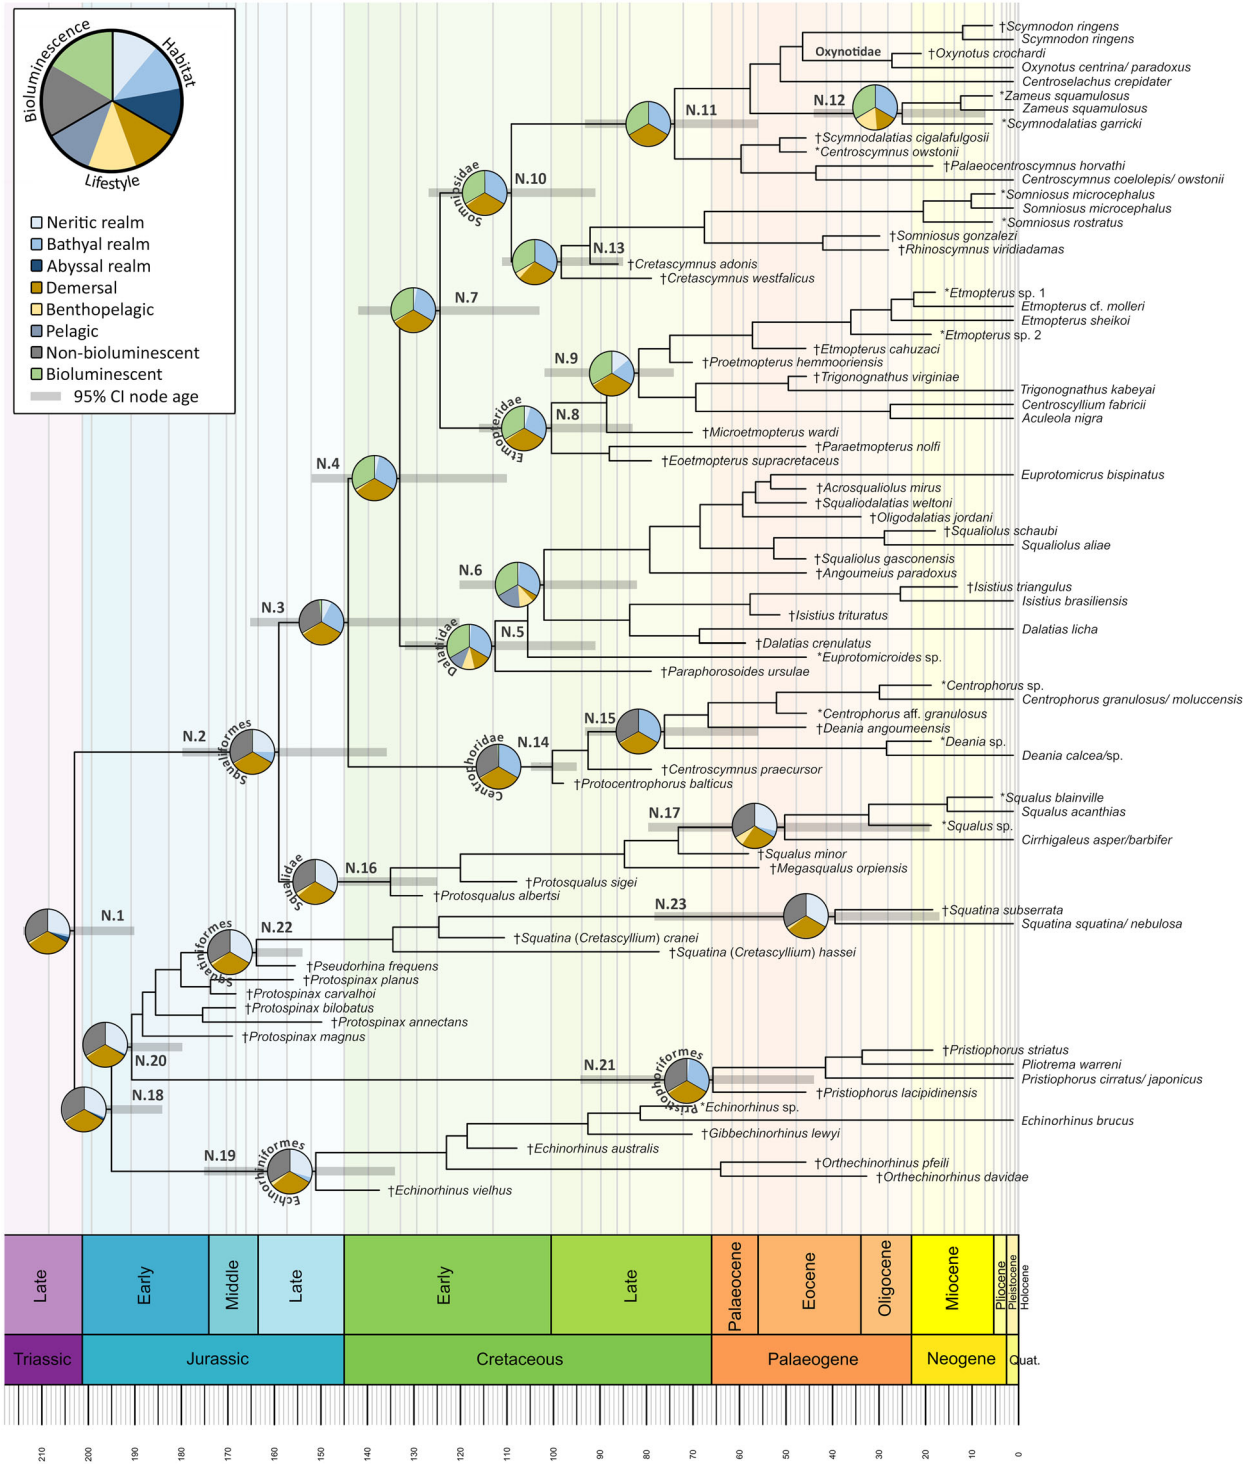 Bioluminescence
Habitat
Lifestyle
Neritic realm
Bathyal realm
Abyssal realm
Demersal
Benthopelagic
Pelagic
Non-bioluminescent
Bioluminescent
95% CI node age
†Scymnodon ringens
Scymnodon ringens
Oxynotidae
†Oxynotus crochardi
Oxynotus centrina/ paradoxus
Centroselachus crepidater
N.12
*Zameus squamulosus
Zameus squamulosus
N.11
*Scymnodalatias garricki
†Scymnodalatias cigalafulgosii
*Centroscymnus owstonii
†Palaeocentroscymnus horvathi
Somniosidae
N.10
Centroscymnus coelolepis/ owstonii
*Somniosus microcephalus
Somniosus microcephalus
*Somniosus rostratus
†Somniosus gonzalezi
N.13
†Rhinoscymnus viridiadamas
†Cretascymnus adonis
†Cretascymnus westfalicus
N.7
*Etmopterus sp. 1
Etmopterus cf. molleri
Etmopterus sheikoi
*Etmopterus sp. 2
†Etmopterus cahuzaci
N.9
†Proetmopterus hemmooriensis
†Trigonognathus virginiae
Trigonognathus kabeyai
Centroscyllium fabricii
Etmopteridae
N.8
Aculeola nigra
†Microetmopterus wardi
†Paraetmopterus nolfi
†Eoetmopterus supracretaceus
N.4
Euprotomicrus bispinatus
†Acrosqualiolus mirus
†Squaliodalatias weltoni
†Oligodalatias jordani
†Squaliolus schaubi
Squaliolus aliae
†Squaliolus gasconensis
N.6
†Angoumeius paradoxus
†Isistius triangulus
Isistius brasiliensis
N.3
†Isistius trituratus
Dalatias licha
Dalatiidae
N.5
†Dalatias crenulatus
*Euprotomicroides sp.
†Paraphorosoides ursulae
*Centrophorus sp.
Centrophorus granulosus/ moluccensis
N.15
*Centrophorus aff. granulosus
†Deania angoumeensis
N.2
Squaliformes
Centrophoridae
N.14
*Deania sp.
Deania calcea/sp.
†Centroscymnus praecursor
†Protocentrophorus balticus
*Squalus blainville
N.17
Squalus acanthias
*Squalus sp.
Cirrhigaleus asper/barbifer
†Squalus minor
Squalidae
N.16
†Megasqualus orpiensis
†Protosqualus sigei
†Protosqualus albertsi
N.23
†Squatina subserrata
N.1
Squatina squatina/ nebulosa
Squatiniformes
N.22
†Squatina (Cretascyllium) cranei
†Squatina (Cretascyllium) hassei
†Pseudorhina frequens
†Protospinax planus
†Protospinax carvalhoi
†Protospinax bilobatus
†Protospinax annectans
†Protospinax magnus
N.20
†Pristiophorus striatus
N.21
Pristiophoriformes
Pliotrema warreni
Pristiophorus cirratus/ japonicus
†Pristiophorus lacipidinensis
N.18
*Echinorhinus sp.
Echinorhinus brucus
†Gibbechinorhinus lewyi
†Echinorhinus australis
N.19
Echinorhiniformes
†Orthechinorhinus pfeili
†Orthechinorhinus davidae
†Echinorhinus vielhus
Late
Early
Middle
Late
Early
Late
Palaeocene
Eocene
Oligocene
Miocene
Pliocene
Pleistocene
Holocene
Triassic
Jurassic
Cretaceous
Palaeogene
Neogene
Quat.
210
200
190
180
170
160
150
140
130
120
110
100
90
80
70
60
50
40
30
20
10
0